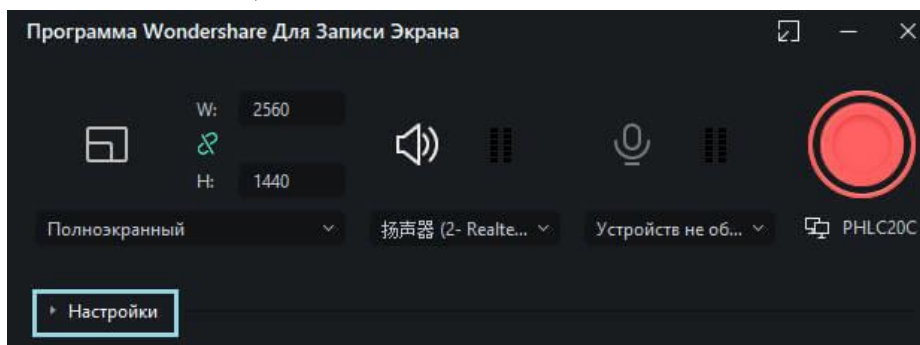 Программа Wondershare Для Записи Экрана
W: 2560
H: 1440
Полноэкранный
扬声器 (2- Realte...
Устройств не об...
PHLC20C
Настройки